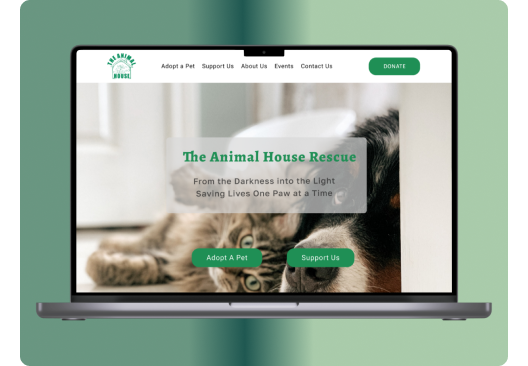 THE ANIMAL
HOUSE
Adopt a Pet Support Us About Us Events Contact Us
DONATE
The Animal House Rescue
From the Darkness into the Light
Saving Lives One Paw at a Time
Adopt A Pet
Support Us